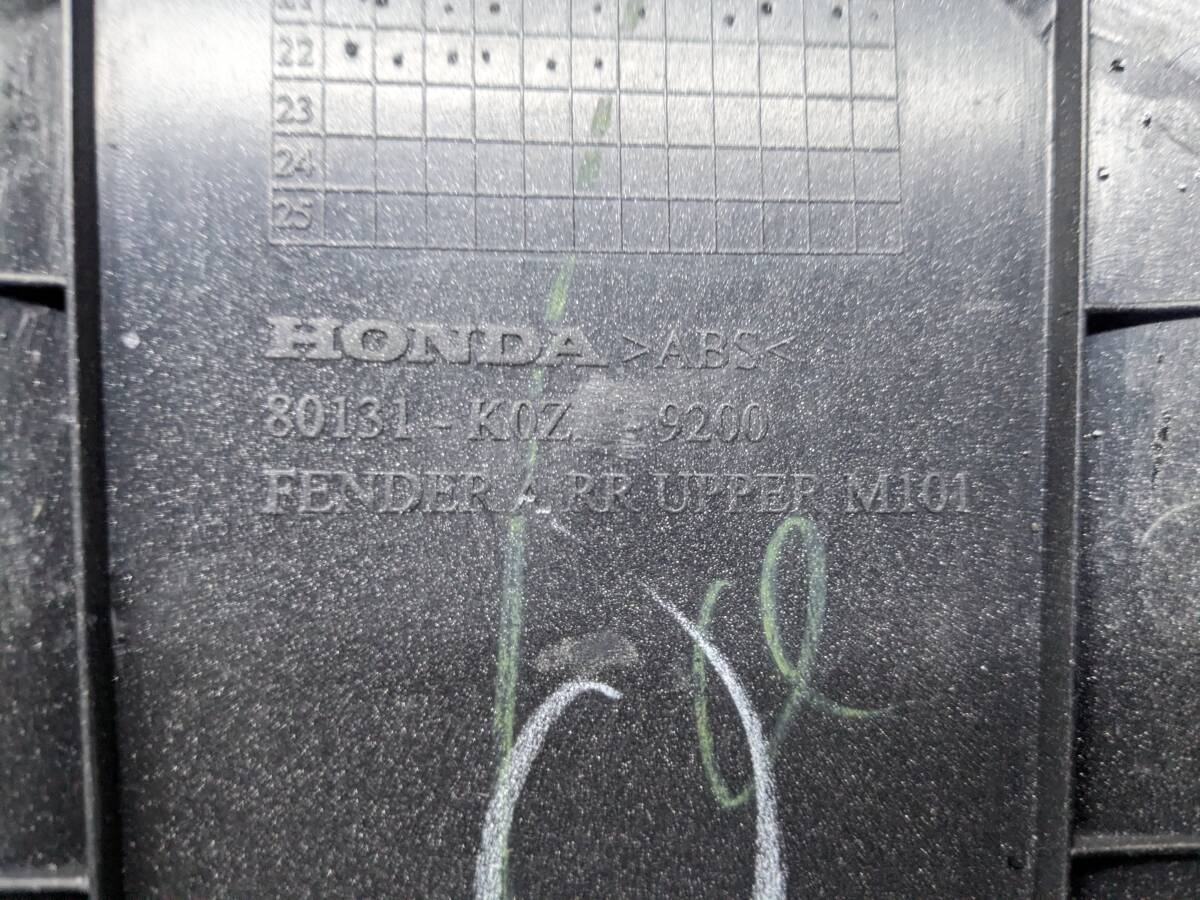 22
23
24
25
HONDA >ABS<
80131-K0Z -9200
FENDER A RR UPPER M101